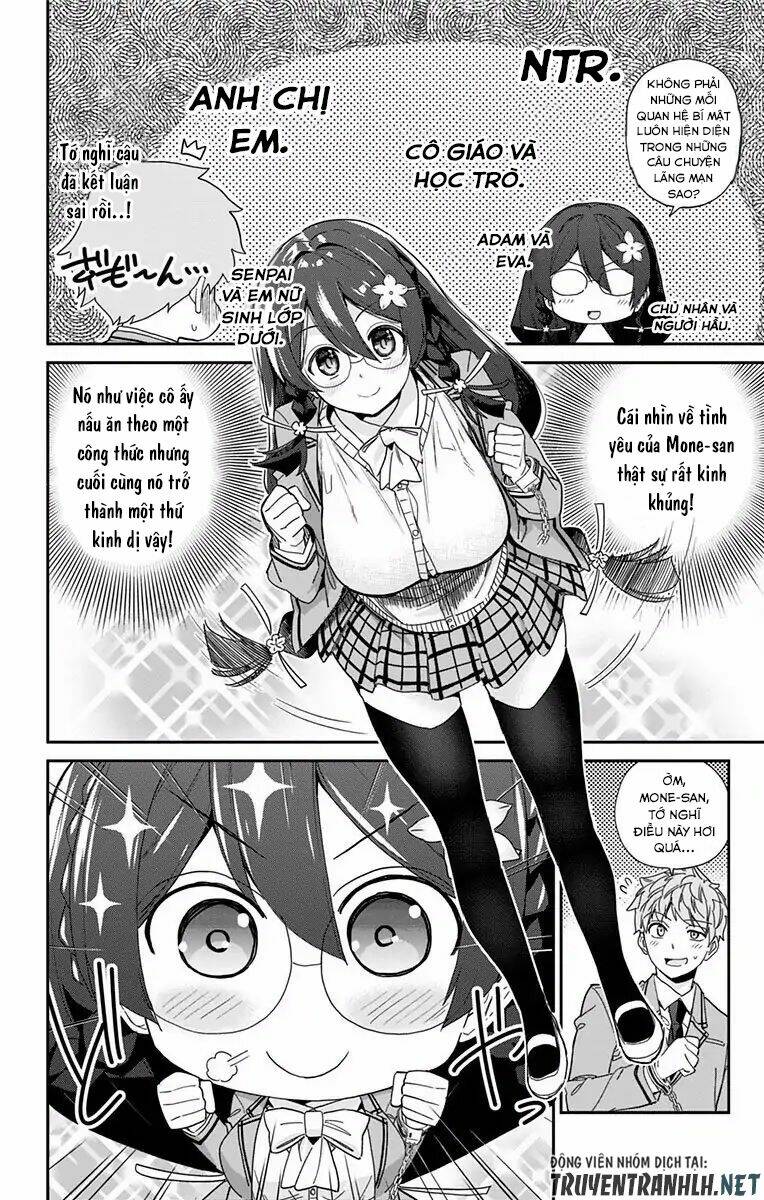 KHÔNG PHẢI
NHỮNG MỐI
QUAN HỆ BÍ MẬT
LUÔN HIỆN DIỆN
TRONG NHỮNG
CÂU CHUYỆN
LÃNG MẠN
SAO?
NTR.
ANH CHỊ
EM.
CÔ GIÁO VÀ
HỌC TRÒ.
ADAM VÀ
EVA.
CHỦ NHÂN VÀ
NGƯỜI HẦU.
SENPAI
VÀ EM NỮ
SINH LỚP
DƯỚI.
Tớ nghĩ cậu
đã kết luận
sai rồi..!
Cái nhìn về tình
yêu của Mone-san
thật sự rất kinh
khủng!
Nó như việc cô ấy
nấu ăn theo một
công thức nhưng
cuối cùng nó trở
thành một thứ
kinh dị vậy!
ỜM,
MONE-SAN,
TỚ NGHĨ
ĐIỀU NÀY HƠI
QUÁ...
ĐỘNG VIÊN NHÓM DỊCH TẠI:
TRUYENTRANHLH.NET